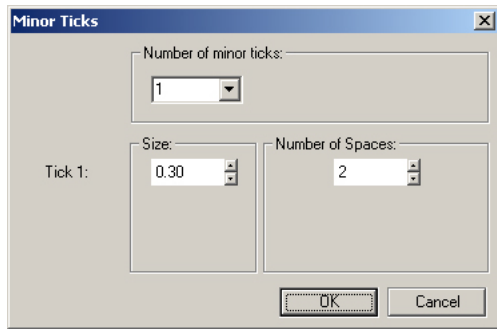 Minor Ticks
Number of minor ticks:
1
Size:
Number of Spaces:
Tick 1:
0.30
2
OK
Cancel